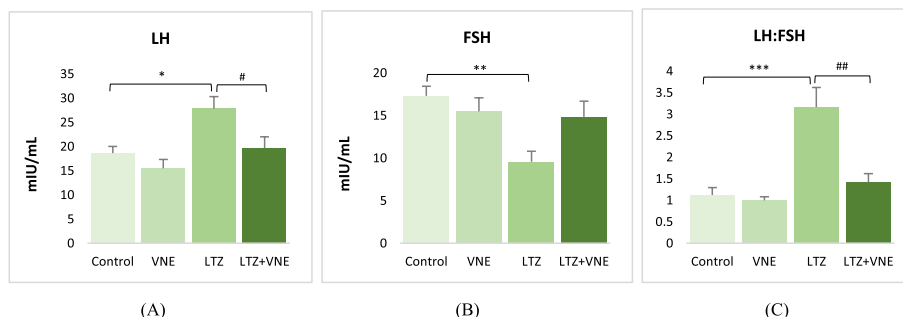 LH
*
#
35
30
25
20
15
10
5
0
mIU/mL
Control VNE LTZ LTZ+VNE
(A)
FSH
**
20
15
10
5
0
mIU/mL
Control VNE LTZ LTZ+VNE
(B)
LH:FSH
***
##
4
3.5
3
2.5
2
1.5
1
0.5
0
Control VNE LTZ LTZ+VNE
(C)